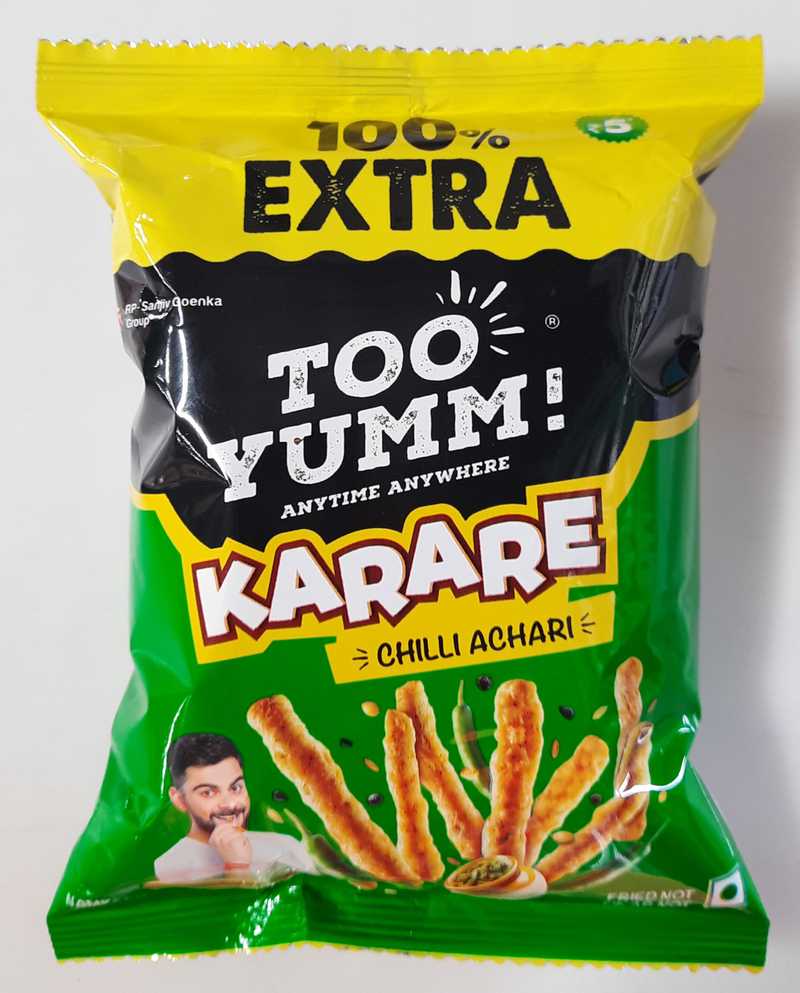 100%
₹5
EXTRA
RP- Sanjiv Goenka
Group
TOO
YUMM!
®
ANYTIME ANYWHERE
KARARE
CHILLI ACHARI
FRIED NOT